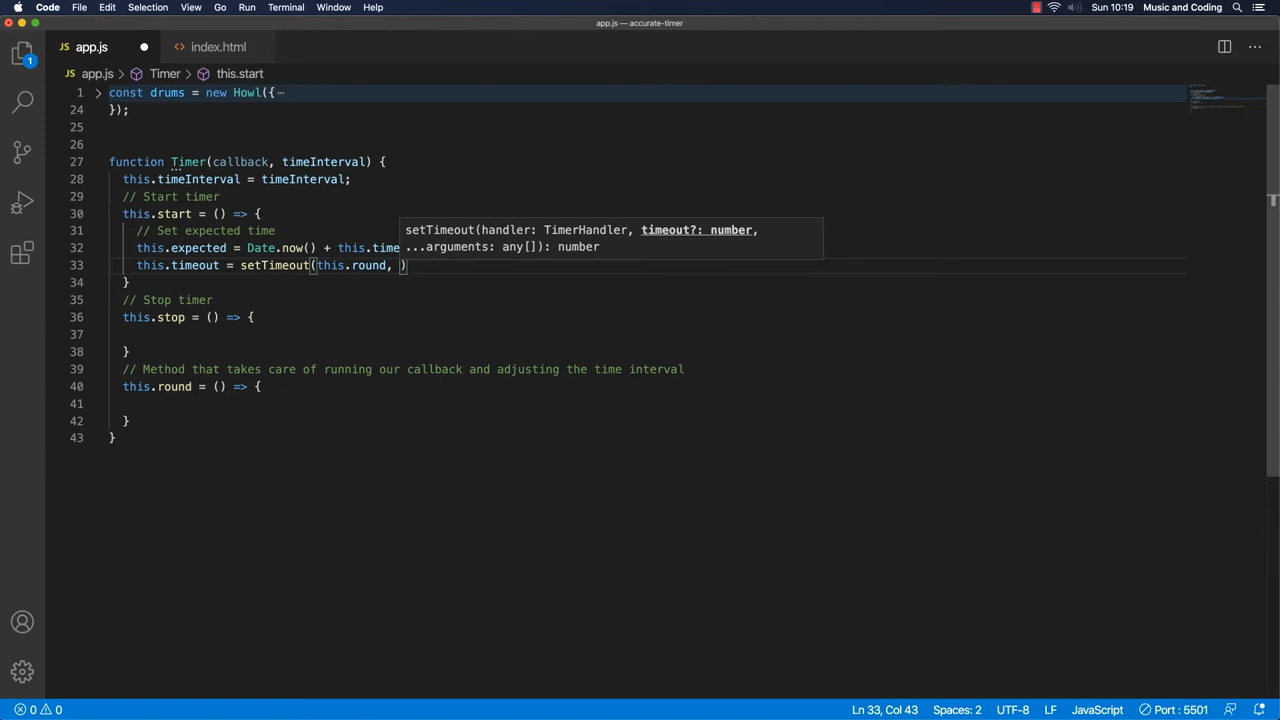 Code File Edit Selection View Go Run Terminal Window Help Sun 10:19 Music and Coding
app.js — accurate-timer
JS app.js index.html
JS app.js > Timer > this.start
1 const drums = new Howl({…
24 });
25
26
27 function Timer(callback, timeInterval) {
28 this.timeInterval = timeInterval;
29 // Start timer
30 this.start = () => {
setTimeout(handler: TimerHandler, timeout?: number,
...arguments: any[]): number
31 // Set expected time
32 this.expected = Date.now() + this.time
33 this.timeout = setTimeout(this.round, )
34 }
35 // Stop timer
36 this.stop = () => {
37
38 }
39 // Method that takes care of running our callback and adjusting the time interval
40 this.round = () => {
41
42 }
43 }
1
0 0 Ln 33, Col 43 Spaces: 2 UTF-8 LF JavaScript Port : 5501